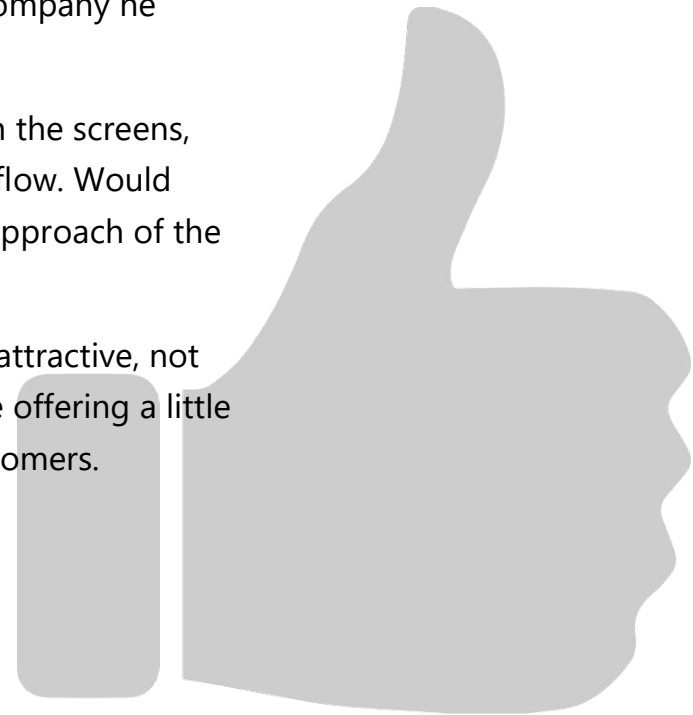 ompany he
the screens,
flow. Would
pproach of the
attractive, not
offering a little
omers.